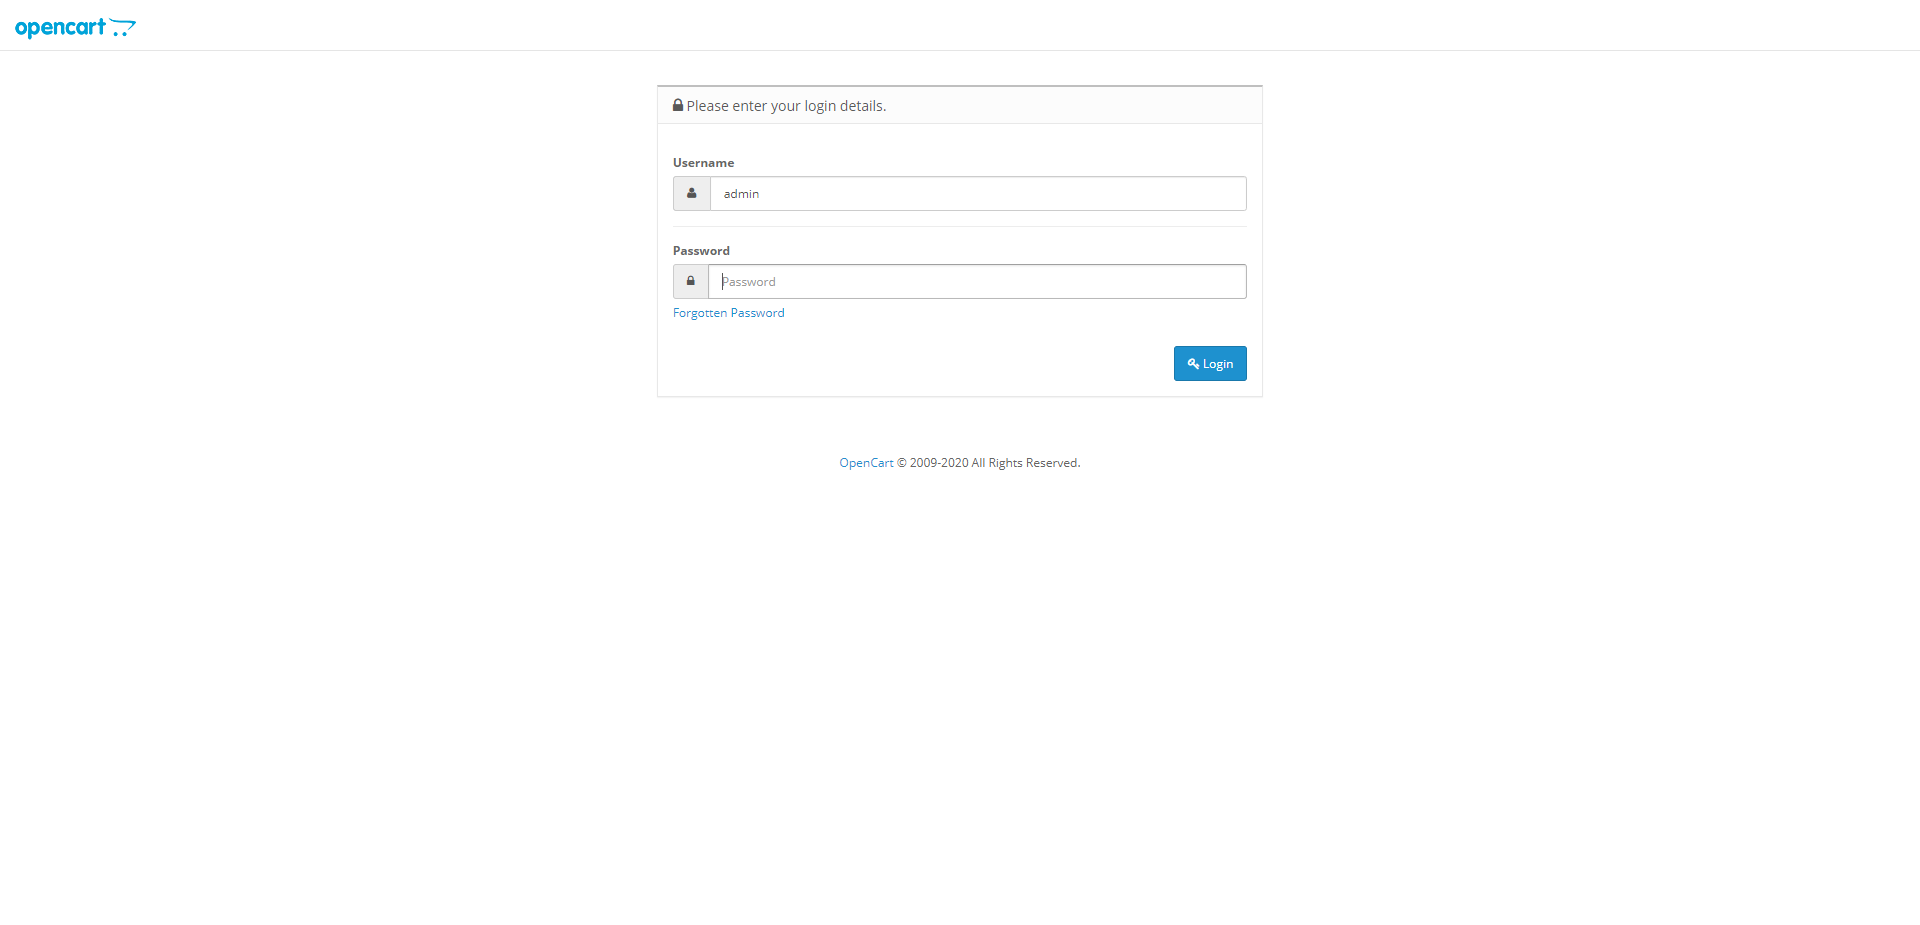 opencart
Please enter your login details.
Username
admin
Password
Password
Forgotten Password
Login
OpenCart © 2009-2020 All Rights Reserved.